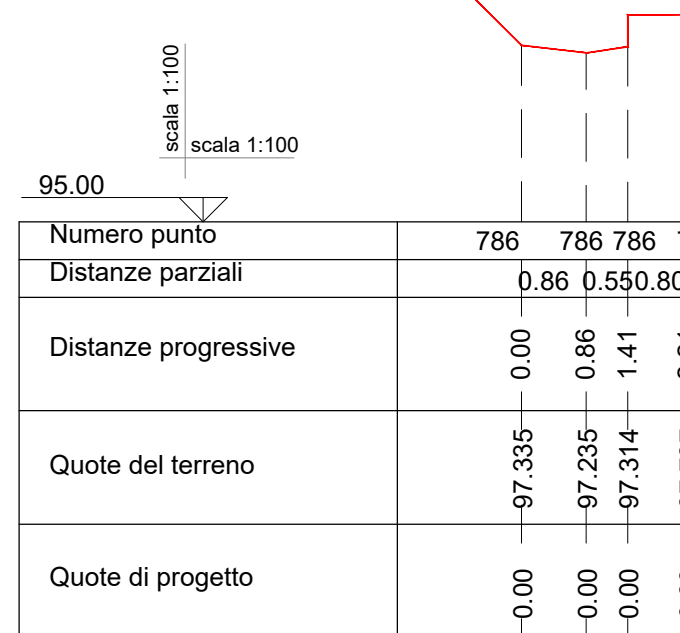 scala 1:100
scala 1:100
95.00
Numero punto 786 786 786
Distanze parziali 0.86 0.55 0.80
Distanze progressive 0.00 0.86 1.41
Quote del terreno 97.335 97.235 97.314
Quote di progetto 0.00 0.00 0.00